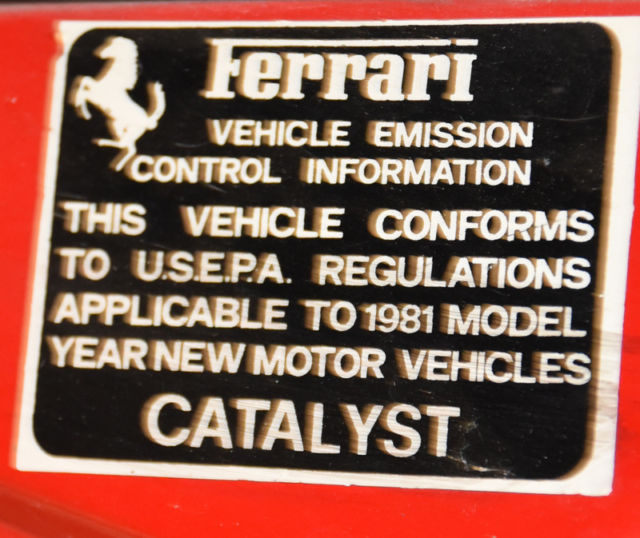 Ferrari
VEHICLE EMISSION
CONTROL INFORMATION
THIS VEHICLE CONFORMS
TO U.S.E.P.A. REGULATIONS
APPLICABLE TO 1981 MODEL
YEAR NEW MOTOR VEHICLES
CATALYST